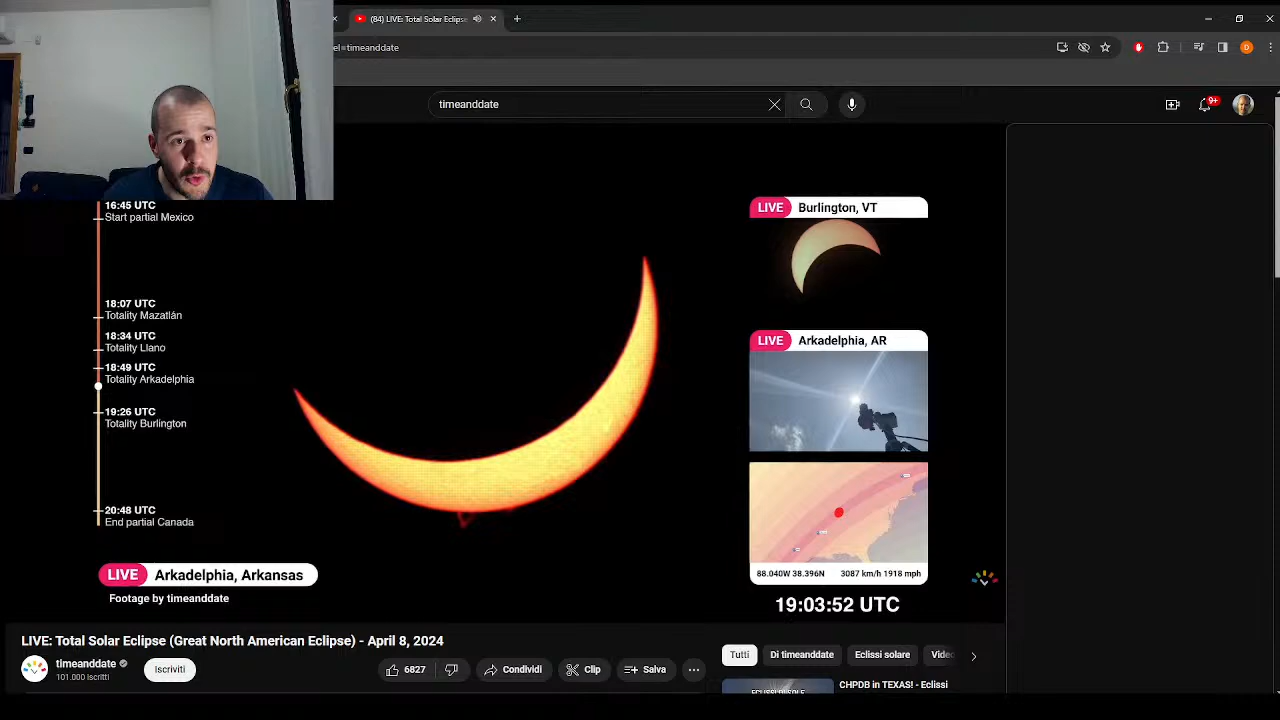 (84) LIVE: Total Solar Eclipse
el=timeanddate
D
timeanddate
9+
16:45 UTC
Start partial Mexico
18:07 UTC
Totality Mazatlán
18:34 UTC
Totality Llano
18:49 UTC
Totality Arkadelphia
19:26 UTC
Totality Burlington
20:48 UTC
End partial Canada
LIVE Arkadelphia, Arkansas
Footage by timeanddate
LIVE Burlington, VT
LIVE Arkadelphia, AR
88.040W 38.396N 3087 km/h 1918 mph
19:03:52 UTC
LIVE: Total Solar Eclipse (Great North American Eclipse) - April 8, 2024
timeanddate
101.000 iscritti
Iscriviti
6827
Condividi
Clip
Salva
Tutti
Di timeanddate
Eclissi solare
Video
CHPDB in TEXAS! - Eclissi